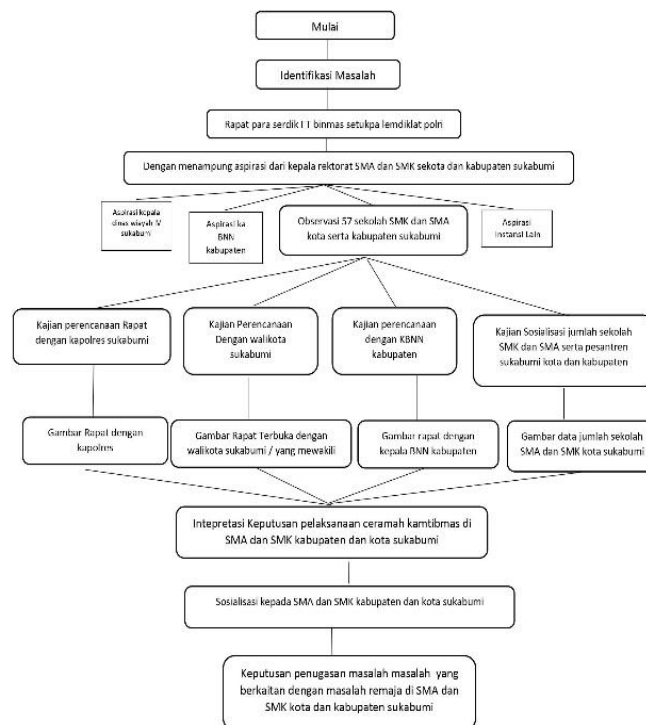 Mulai
Identifikasi Masalah
Rapat para serdik FT binmas setukpa lemdiklat polri
Dengan menampung aspirasi dari kepala rektorat SMA dan SMK sekota dan kabupaten sukabumi
Aspirasi kepala
dinas wiayah IV
sukabumi
Aspirasi ka
BNN
kabupaten
Observasi 57 sekolah SMK dan SMA
kota serta kabupaten sukabumi
Aspirasi
Instansi Lain
Kajian perencanaan Rapat
dengan kapolres sukabumi
Kajian Perencanaan
Dengan walikota
sukabumi
Kajian perencanaan
dengan KBNN
kabupaten
Kajian Sosialisasi jumlah sekolah
SMK dan SMA serta pesantren
sukabumi kota dan kabupaten
Gambar Rapat dengan
kapolres
Gambar Rapat Terbuka dengan
walikota sukabumi / yang mewakili
Gambar rapat dengan
kepala BNN kabupaten
Gambar data jumlah sekolah
SMA dan SMK kota sukabumi
Intepretasi Keputusan pelaksanaan ceramah kamtibmas di
SMA dan SMK kabupaten dan kota sukabumi
Sosialisasi kepada SMA dan SMK kabupaten dan kota sukabumi
Keputusan penugasan masalah masalah yang
berkaitan dengan masalah remaja di SMA dan
SMK kota dan kabupaten sukabumi